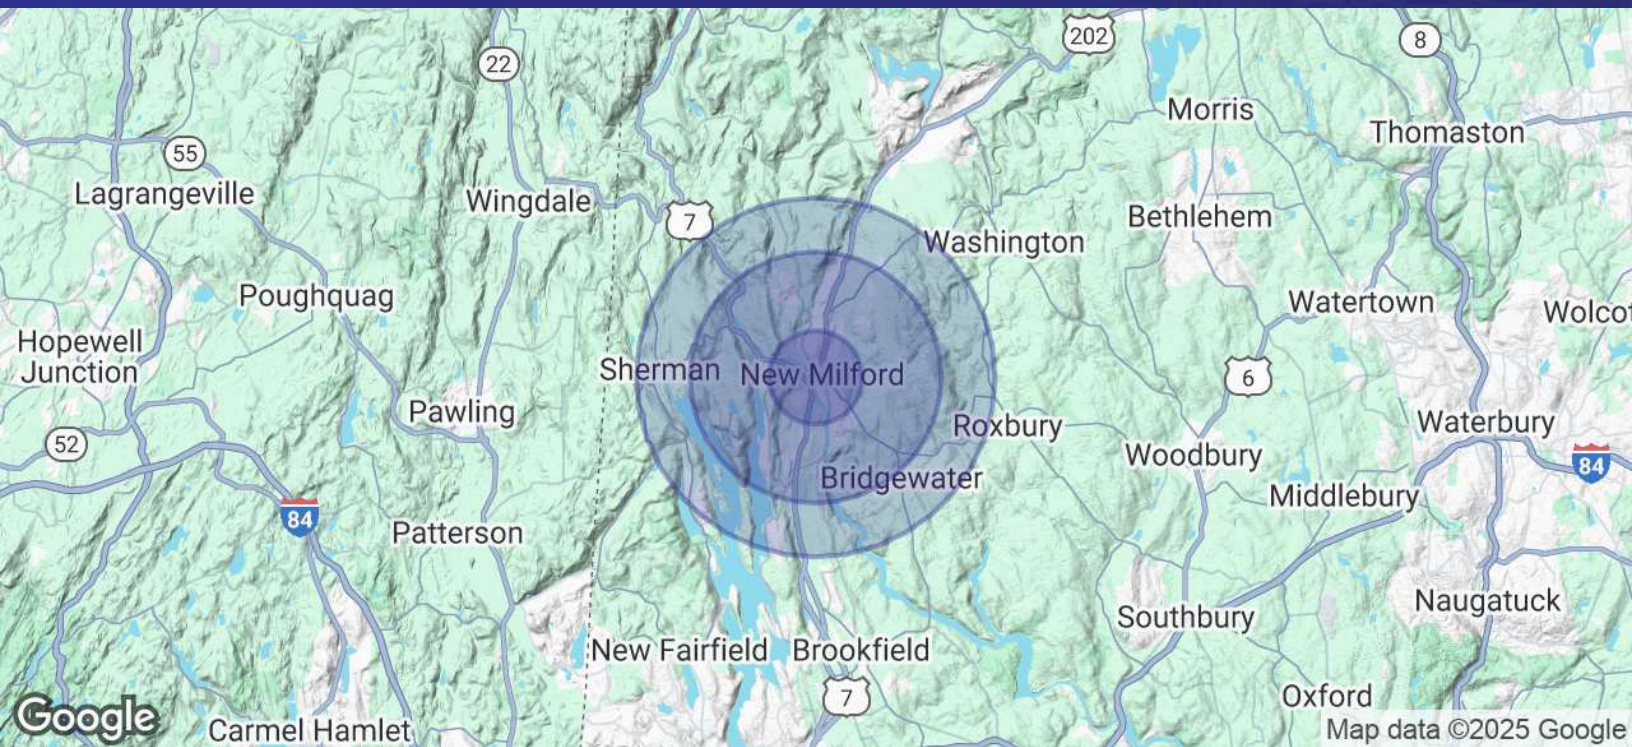 202
8
22
Morris
Thomaston
55
Lagrangeville
Wingdale
7
Bethlehem
Washington
Poughquag
Watertown
Wolcot
Hopewell
Junction
Sherman
New Milford
6
Pawling
Roxbury
Waterbury
52
Woodbury
84
Bridgewater
Middlebury
84
Patterson
Naugatuck
Southbury
New Fairfield
Brookfield
7
Oxford
Google
Carmel Hamlet
Map data ©2025 Google